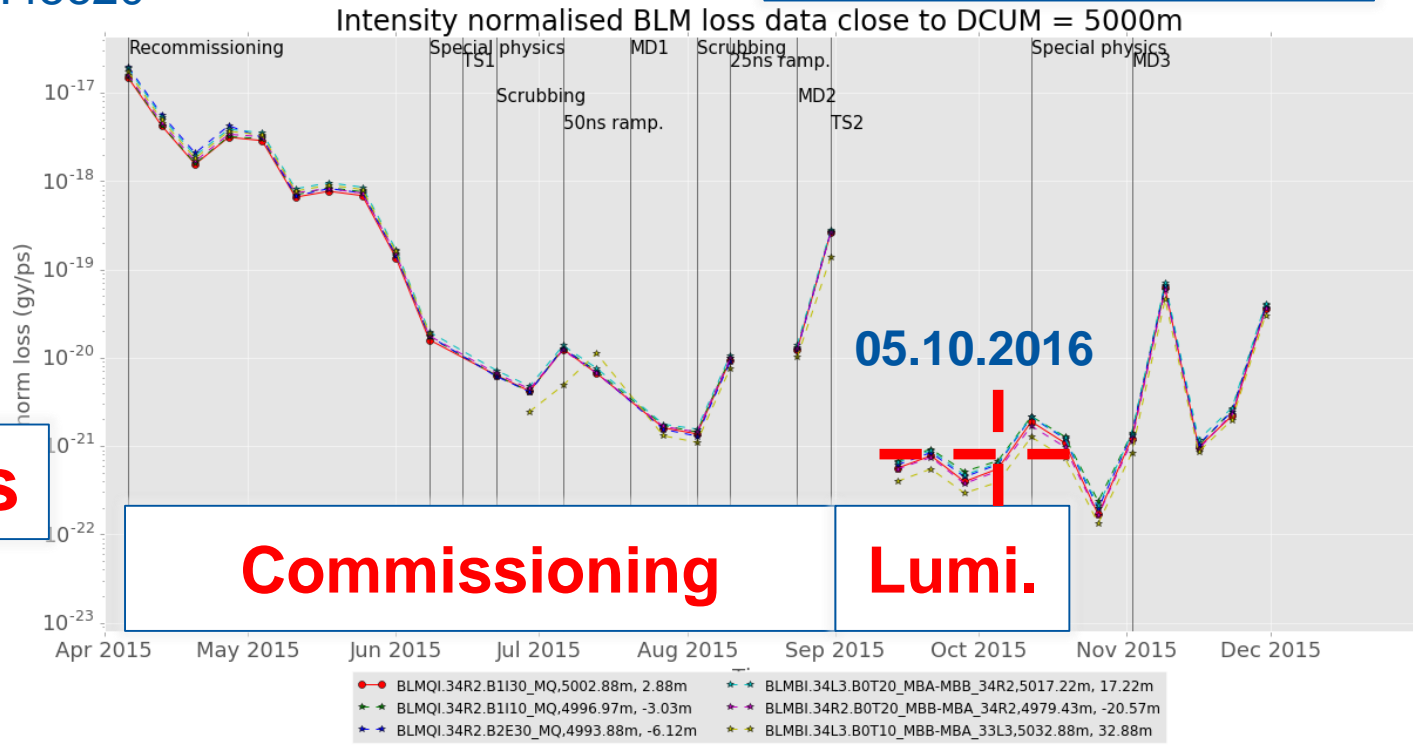 Intensity normalised BLM loss data close to DCUM = 5000m
Recommissioning
Special physics
MD1
Scrubbing
Special physics
TS1
25ns ramp.
MD3
Scrubbing
MD2
50ns ramp.
TS2
10-17
10-18
10-19
10-20
10-21
10-22
10-23
norm loss (gy/ps)
05.10.2016
s
Commissioning
Lumi.
Apr 2015
May 2015
Jun 2015
Jul 2015
Aug 2015
Sep 2015
Oct 2015
Nov 2015
Dec 2015
BLMQI.34R2.B1I30_MQ,5002.88m, 2.88m
BLMQI.34R2.B1I10_MQ,4996.97m, -3.03m
BLMQI.34R2.B2E30_MQ,4993.88m, -6.12m
BLMBI.34L3.B0T20_MBA-MBB_34R2,5017.22m, 17.22m
BLMBI.34R2.B0T20_MBB-MBA_34R2,4979.43m, -20.57m
BLMBI.34L3.B0T10_MBB-MBA_33L3,5032.88m, 32.88m